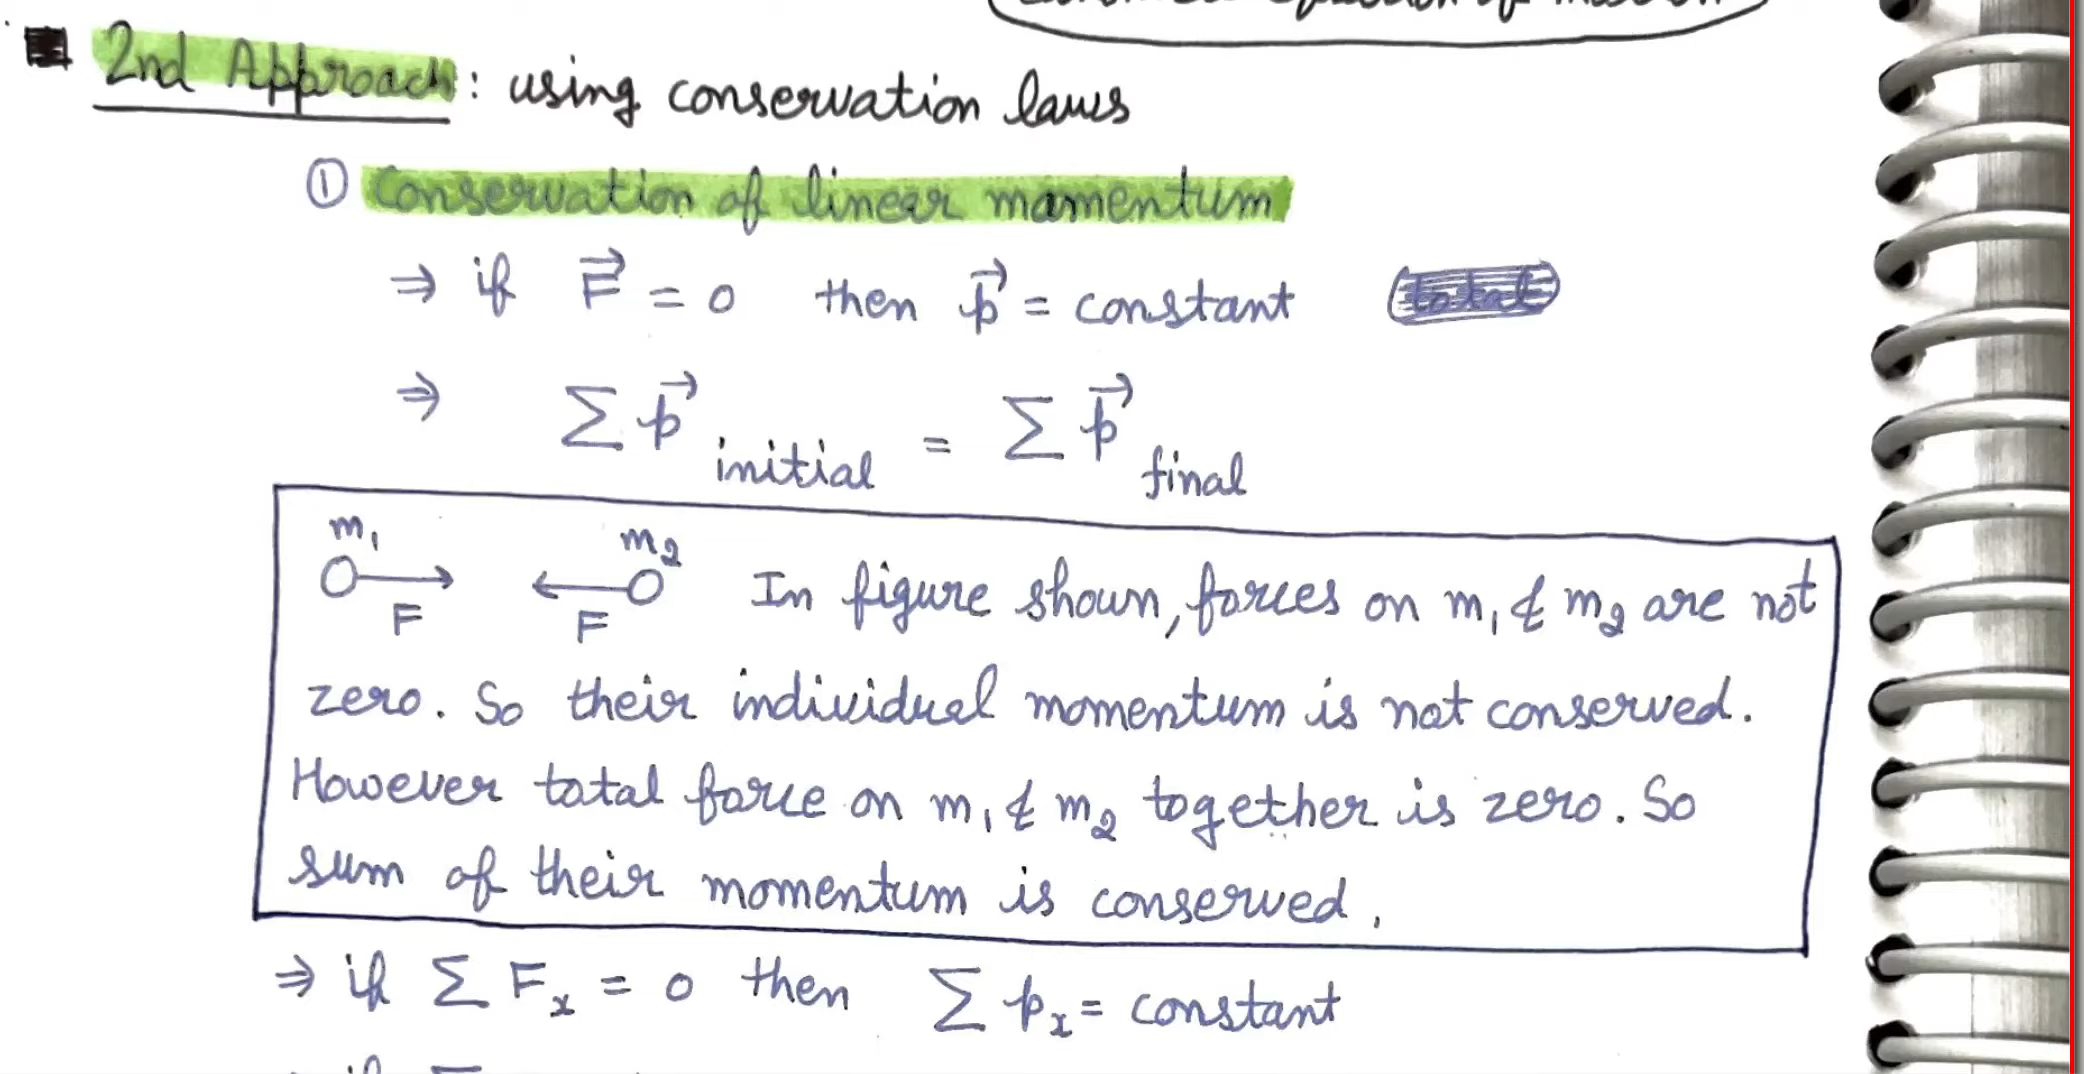 2nd Approach: using conservation laws
① Conservation of linear momentum
⇒ if F⃗ = 0 then p⃗ = constant
⇒ Σ p⃗ initial = Σ p⃗ final
m₁ m₂
F F
In figure shown, forces on m₁ & m₂ are not
zero. So their individual momentum is not conserved.
However total force on m₁ & m₂ together is zero. So
sum of their momentum is conserved.
⇒ if Σ Fₓ = 0 then Σ pₓ = constant